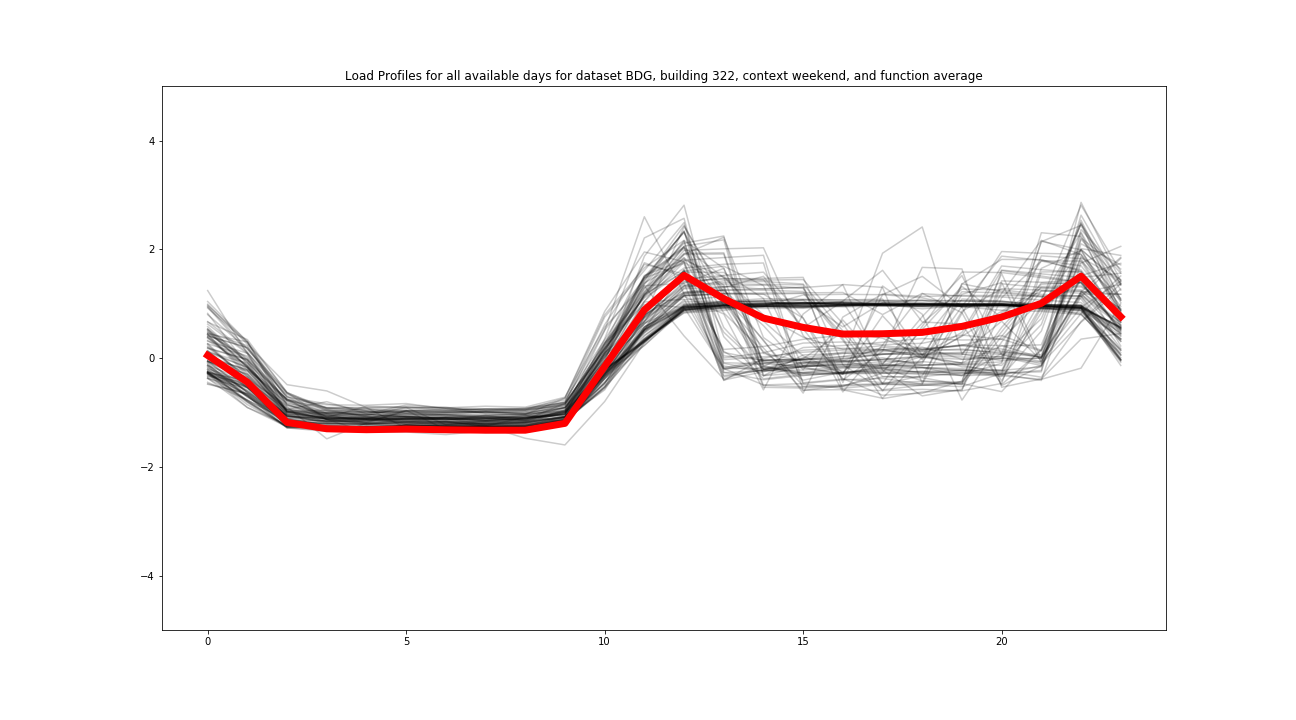 Load Profiles for all available days for dataset BDG, building 322, context weekend, and function average
4
2
0
−2
−4
0 5 10 15 20